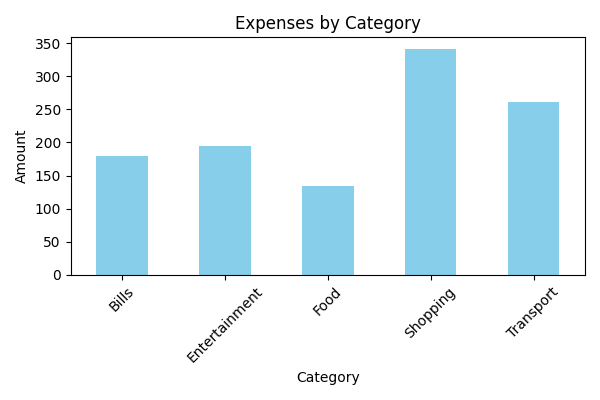 Expenses by Category
350
300
250
200
150
100
50
0
Amount
Bills
Entertainment
Food
Shopping
Transport
Category